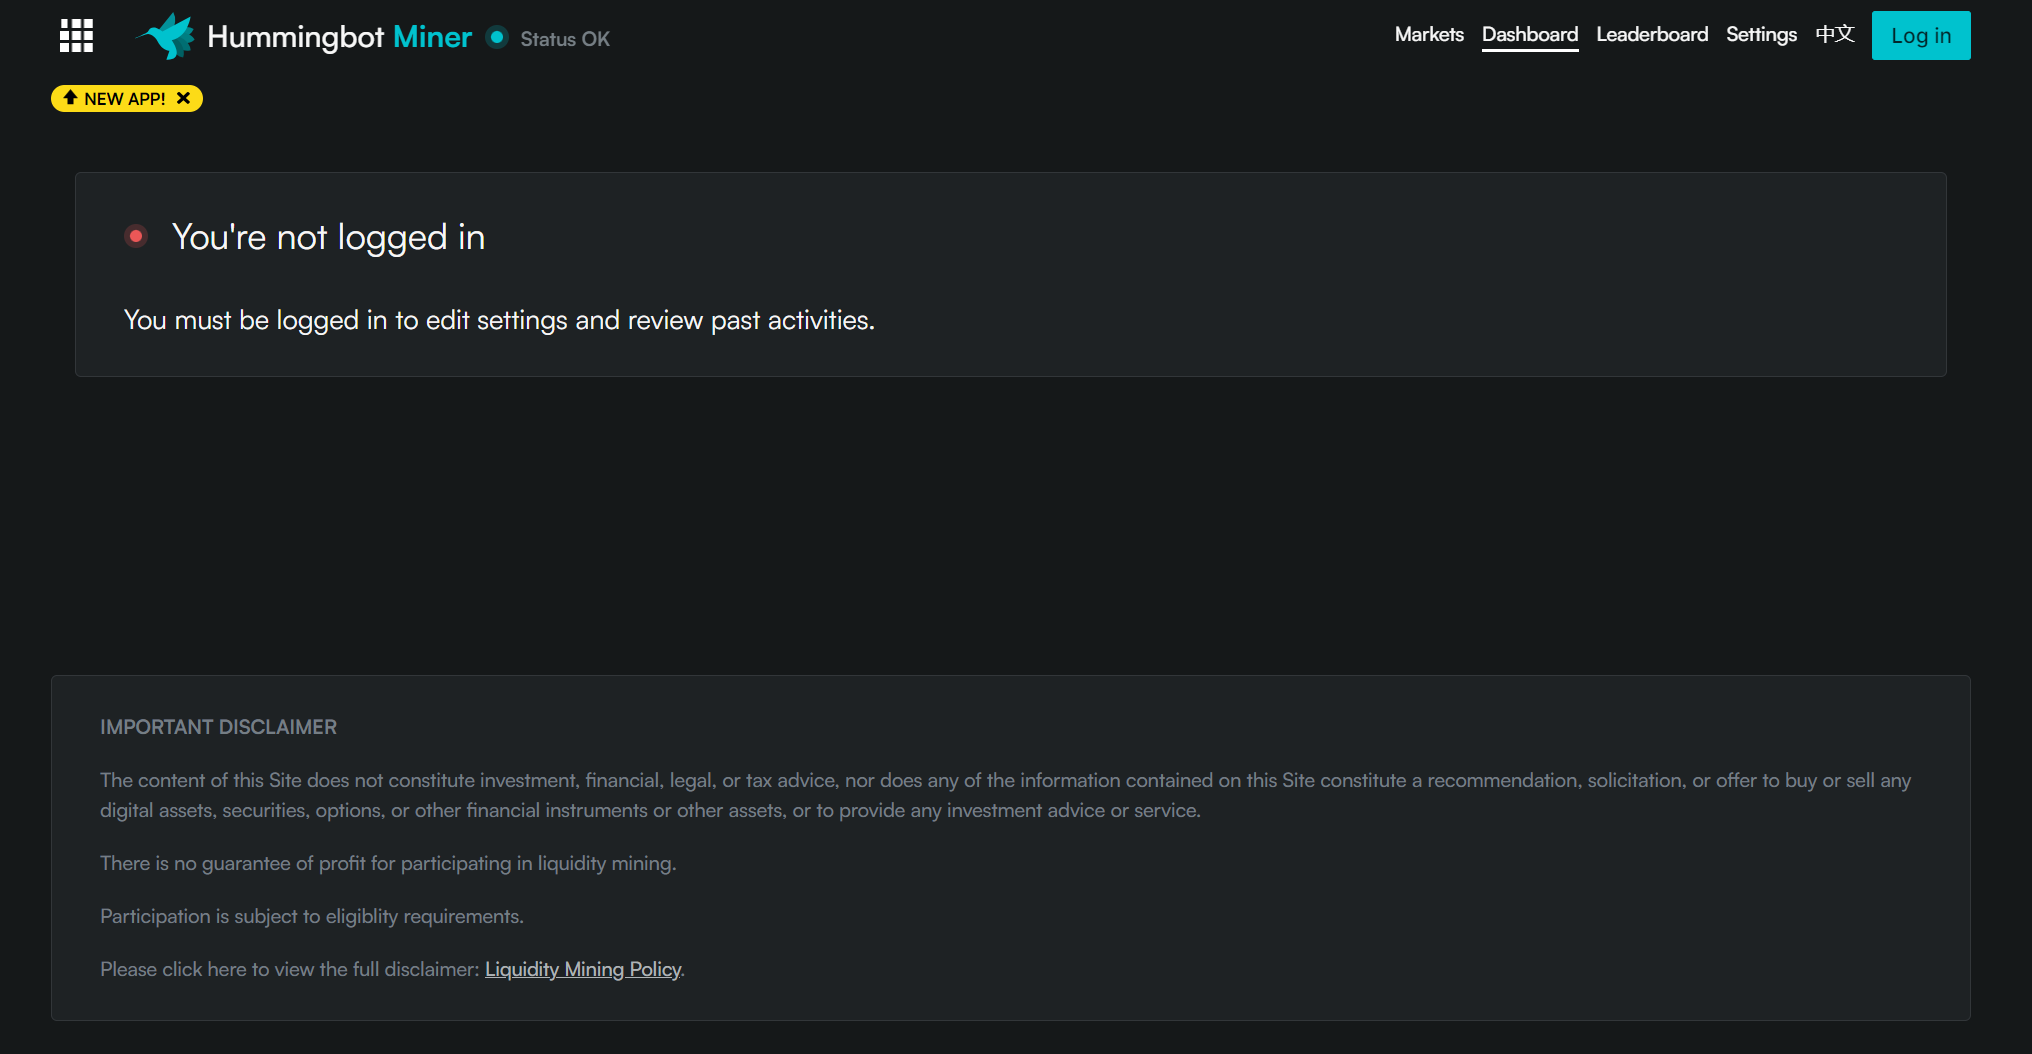 Hummingbot Miner Status OK
Markets Dashboard Leaderboard Settings 中文 Log in
NEW APP!
You're not logged in
You must be logged in to edit settings and review past activities.
IMPORTANT DISCLAIMER
The content of this Site does not constitute investment, financial, legal, or tax advice, nor does any of the information contained on this Site constitute a recommendation, solicitation, or offer to buy or sell any
digital assets, securities, options, or other financial instruments or other assets, or to provide any investment advice or service.
There is no guarantee of profit for participating in liquidity mining.
Participation is subject to eligiblity requirements.
Please click here to view the full disclaimer: Liquidity Mining Policy.